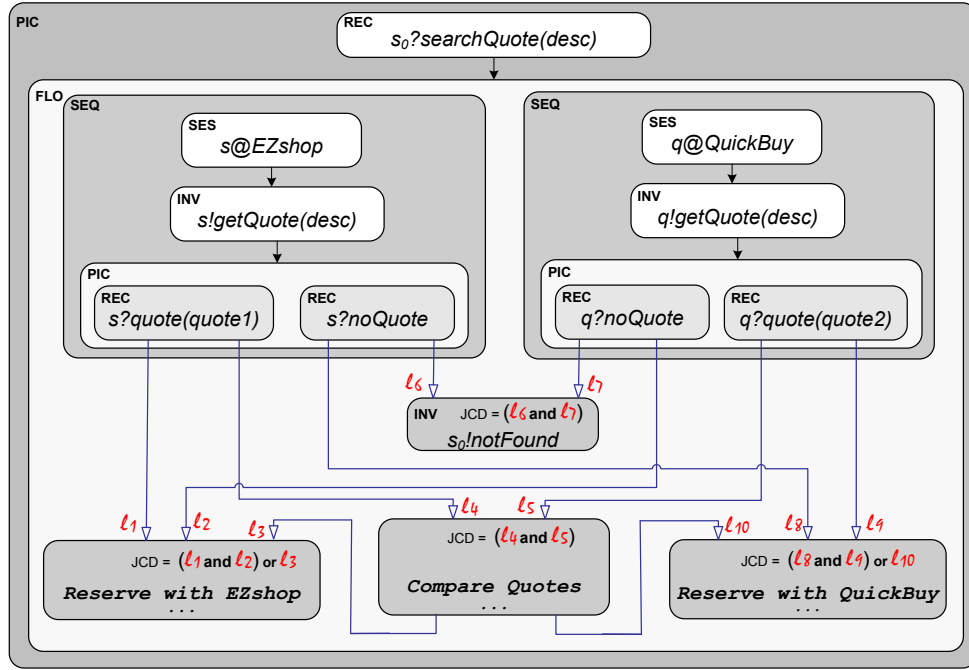 PIC
REC
s₀?searchQuote(desc)
FLO
SEQ
SES
s@EZshop
INV
s!getQuote(desc)
PIC
REC
s?quote(quote1)
REC
s?noQuote
SEQ
SES
q@QuickBuy
INV
q!getQuote(desc)
PIC
REC
q?noQuote
REC
q?quote(quote2)
l6
l7
INV JCD = (l6 and l7)
s₀!notFound
l1
l2
l3
l4
l5
l10
l8
l9
JCD = (l1 and l2) or l3
Reserve with EZshop
...
JCD = (l4 and l5)
Compare Quotes
...
JCD = (l8 and l9) or l10
Reserve with QuickBuy
...